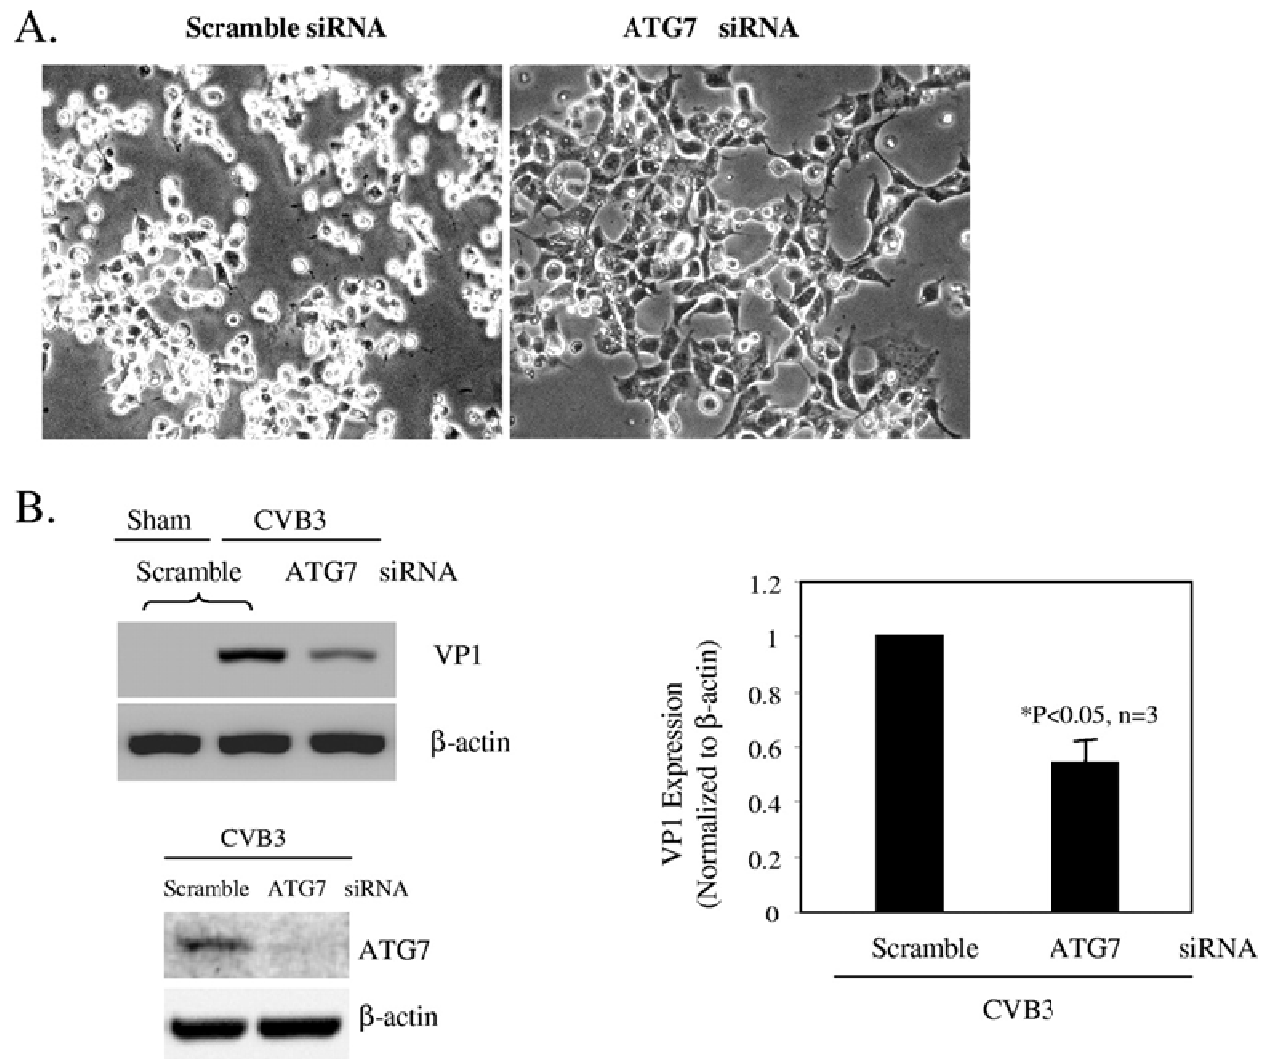 A.
Scramble siRNA
ATG7 siRNA
B.
Sham CVB3
Scramble ATG7 siRNA
VP1
β-actin
CVB3
Scramble ATG7 siRNA
ATG7
β-actin
VP1 Expression
(Normalized to β-actin)
1.2
1
0.8
0.6
0.4
0.2
0
*P<0.05, n=3
Scramble ATG7 siRNA
CVB3